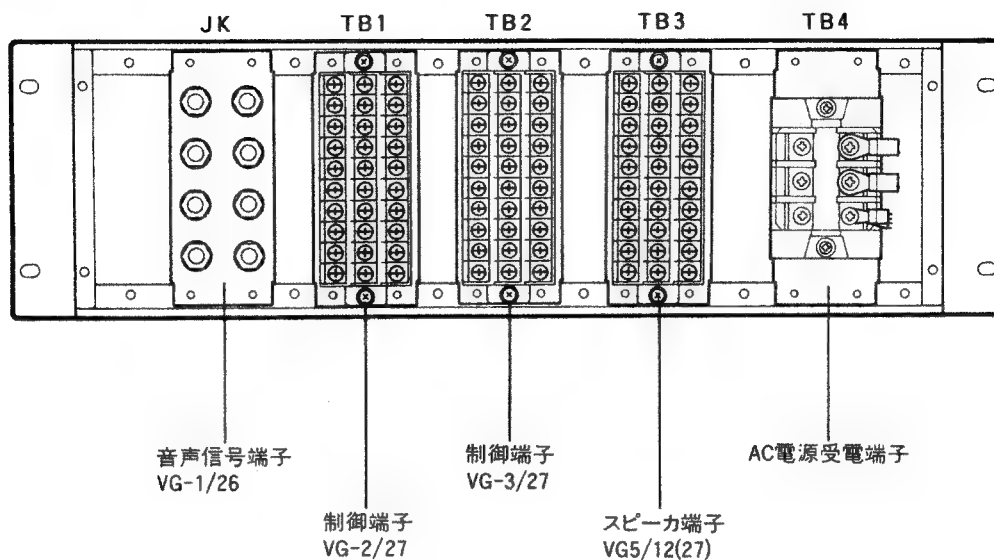 JK TB1 TB2 TB3 TB4
音声信号端子
VG-1/26
制御端子
VG-2/27
制御端子
VG-3/27
スピーカ端子
VG5/12(27)
AC電源受電端子